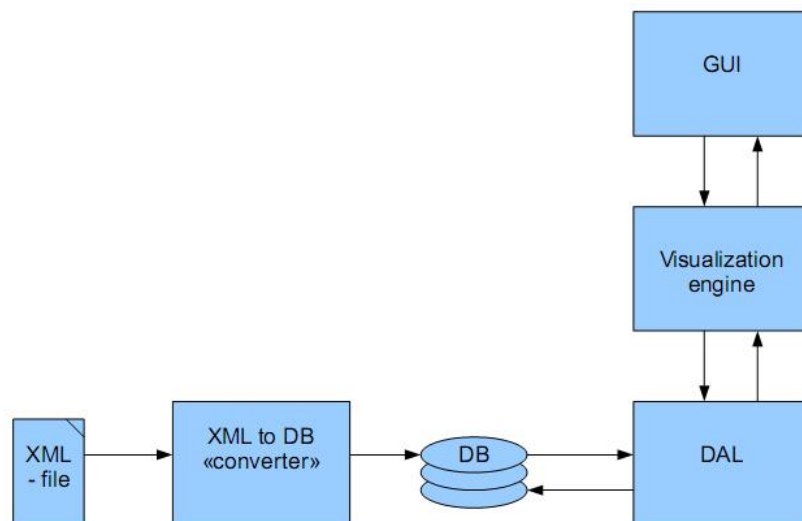 GUI
Visualization
engine
XML
- file
XML to DB
«converter»
DB
DAL